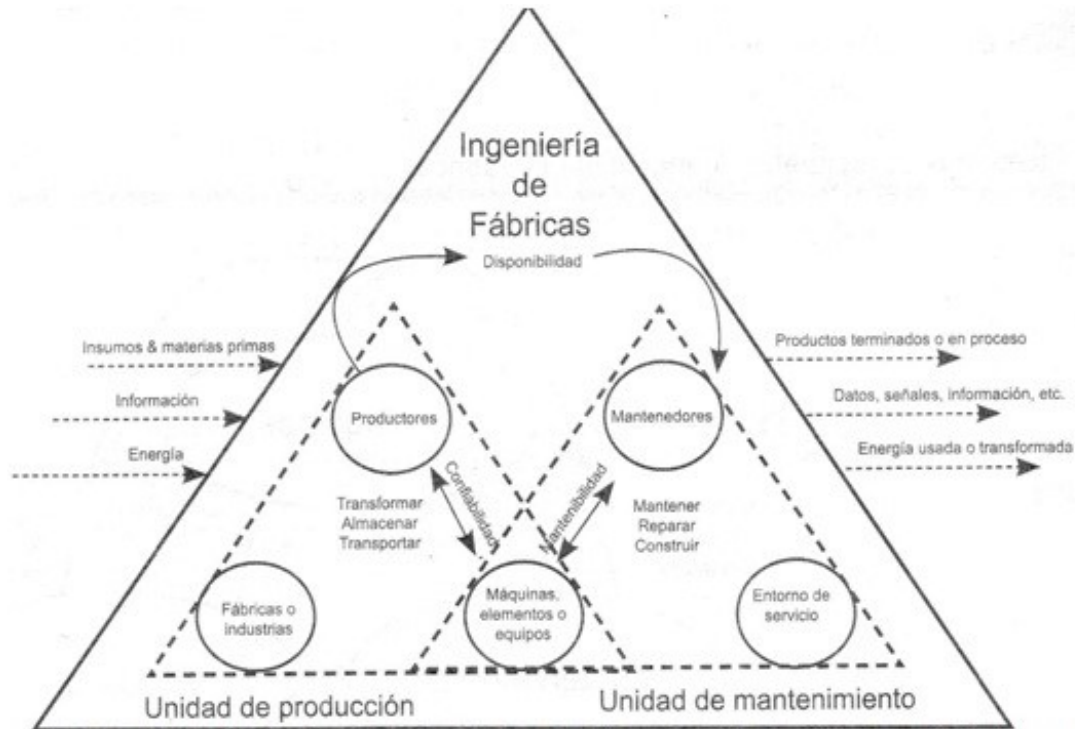 Ingeniería
de
Fábricas
Disponibilidad
Insumos & materias primas
Información
Energía
Productos terminados o en proceso
Datos, señales, información, etc.
Energía usada o transformada
Productores
Mantenedores
Confiabilidad
Mantenibilidad
Transformar
Almacenar
Transportar
Mantener
Reparar
Construir
Fábricas o
industrias
Máquinas,
elementos o
equipos
Entorno de
servicio
Unidad de producción
Unidad de mantenimiento